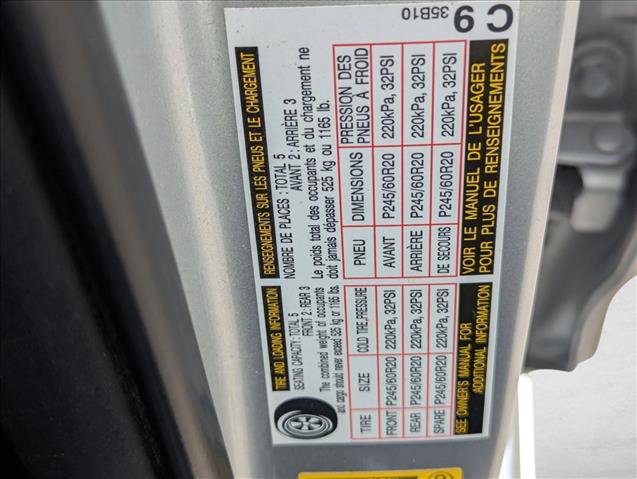 TIRE AND LOADING INFORMATION
SEATING CAPACITY: TOTAL 5
FRONT 2: REAR 3
The combined weight of occupants
and cargo should never exceed 525 kg or 1165 lbs.
TIRE SIZE COLD TIRE PRESSURE
FRONT P245/60R20 220kPa, 32PSI
REAR P245/60R20 220kPa, 32PSI
SPARE P245/60R20 220kPa, 32PSI
SEE OWNER'S MANUAL FOR
ADDITIONAL INFORMATION
RENSEIGNEMENTS SUR LES PNEUS ET LE CHARGEMENT
NOMBRE DE PLACES : TOTAL 5
AVANT 2 : ARRIÈRE 3
Le poids total des occupants et du chargement ne
doit jamais dépasser 525 kg ou 1165 lb.
PNEU DIMENSIONS PRESSION DES
PNEUS À FROID
AVANT P245/60R20 220kPa, 32PSI
ARRIÈRE P245/60R20 220kPa, 32PSI
DE SECOURS P245/60R20 220kPa, 32PSI
VOIR LE MANUEL DE L'USAGER
POUR PLUS DE RENSEIGNEMENTS
35B10
C 9